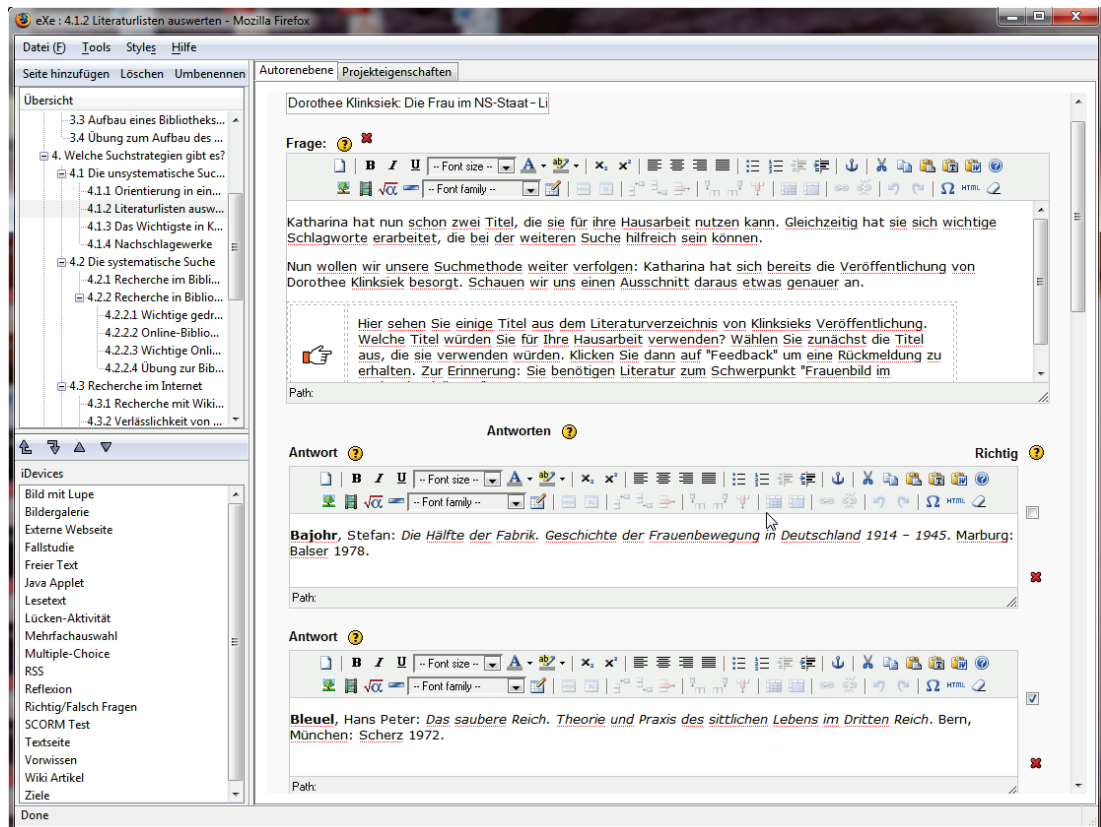 eXe : 4.1.2 Literaturlisten auswerten - Mozilla Firefox
Datei (F) Tools Styles Hilfe
Seite hinzufügen Löschen Umbenennen
Übersicht
3.3 Aufbau eines Bibliotheks...
3.4 Übung zum Aufbau des ...
4. Welche Suchstrategien gibt es?
4.1 Die unsystematische Suc...
4.1.1 Orientierung in ein...
4.1.2 Literaturlisten ausw...
4.1.3 Das Wichtigste in K...
4.1.4 Nachschlagewerke
4.2 Die systematische Suche
4.2.1 Recherche im Bibli...
4.2.2 Recherche in Biblio...
4.2.2.1 Wichtige gedr...
4.2.2.2 Online-Biblio...
4.2.2.3 Wichtige Onli...
4.2.2.4 Übung zur Bib...
4.3 Recherche im Internet
4.3.1 Recherche mit Wiki...
4.3.2 Verlässlichkeit von ...
iDevices
Bild mit Lupe
Bildergalerie
Externe Webseite
Fallstudie
Freier Text
Java Applet
Lesetext
Lücken-Aktivität
Mehrfachauswahl
Multiple-Choice
RSS
Reflexion
Richtig/Falsch Fragen
SCORM Test
Textseite
Vorwissen
Wiki Artikel
Ziele
Autorenebene Projekteigenschaften
Dorothee Klinksiek: Die Frau im NS-Staat - Li
Frage:
B I U -- Font size -- A ab x, x²
-- Font family -- Ω HTML
Katharina hat nun schon zwei Titel, die sie für ihre Hausarbeit nutzen kann. Gleichzeitig hat sie sich wichtige
Schlagworte erarbeitet, die bei der weiteren Suche hilfreich sein können.
Nun wollen wir unsere Suchmethode weiter verfolgen: Katharina hat sich bereits die Veröffentlichung von
Dorothee Klinksiek besorgt. Schauen wir uns einen Ausschnitt daraus etwas genauer an.
Hier sehen Sie einige Titel aus dem Literaturverzeichnis von Klinksieks Veröffentlichung.
Welche Titel würden Sie für Ihre Hausarbeit verwenden? Wählen Sie zunächst die Titel
aus, die sie verwenden würden. Klicken Sie dann auf "Feedback" um eine Rückmeldung zu
erhalten. Zur Erinnerung: Sie benötigen Literatur zum Schwerpunkt "Frauenbild im
Path:
Antworten
Antwort Richtig
B I U -- Font size -- A ab x, x²
-- Font family -- Ω HTML
Bajohr, Stefan: Die Hälfte der Fabrik. Geschichte der Frauenbewegung in Deutschland 1914 – 1945. Marburg:
Balser 1978.
Path:
Antwort
B I U -- Font size -- A ab x, x²
-- Font family -- Ω HTML
Bleuel, Hans Peter: Das saubere Reich. Theorie und Praxis des sittlichen Lebens im Dritten Reich. Bern,
München: Scherz 1972.
Path:
Done